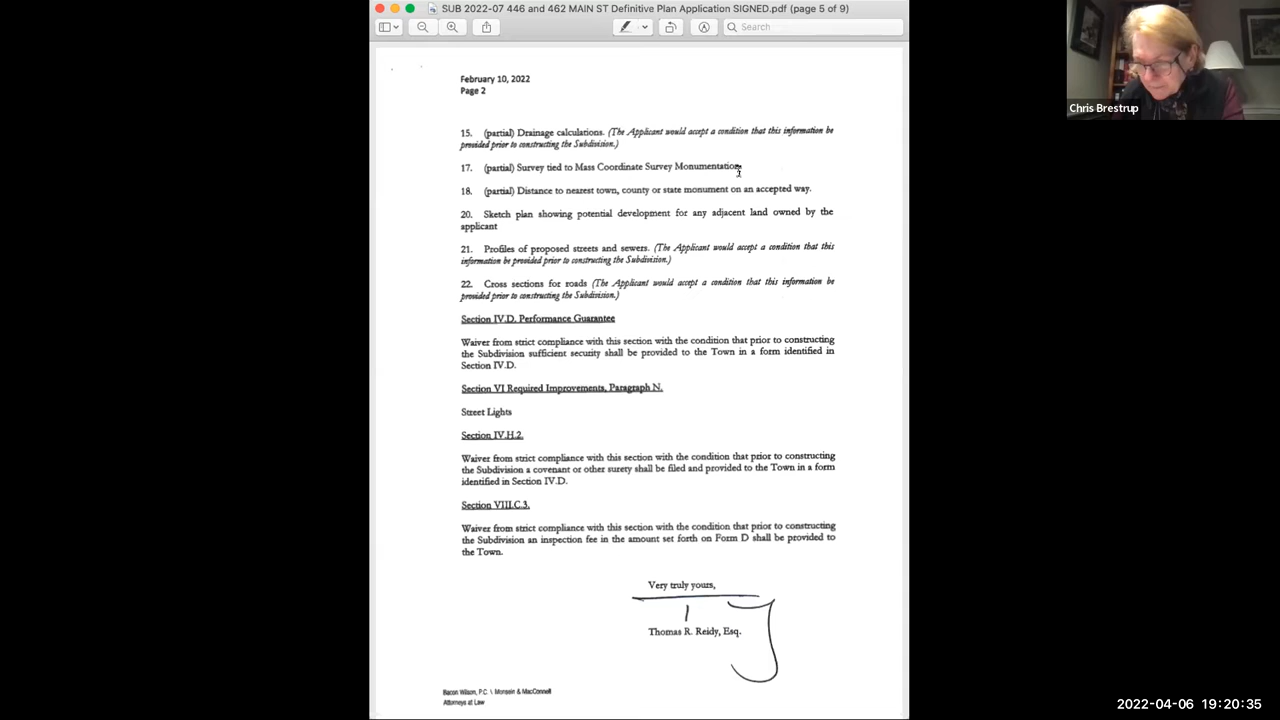 SUB 2022-07 446 and 462 MAIN ST Definitive Plan Application SIGNED.pdf (page 5 of 9)
Search
February 10, 2022
Page 2
15. (partial) Drainage calculations. (The Applicant would accept a condition that this information be
provided prior to constructing the Subdivision.)
17. (partial) Survey tied to Mass Coordinate Survey Monumentation.
18. (partial) Distance to nearest town, county or state monument on an accepted way.
20. Sketch plan showing potential development for any adjacent land owned by the
applicant
21. Profiles of proposed streets and sewers. (The Applicant would accept a condition that this
information be provided prior to constructing the Subdivision.)
22. Cross sections for roads (The Applicant would accept a condition that this information be
provided prior to constructing the Subdivision.)
Section IV.D. Performance Guarantee
Waiver from strict compliance with this section with the condition that prior to constructing
the Subdivision sufficient security shall be provided to the Town in a form identified in
Section IV.D.
Section VI Required Improvements, Paragraph N.
Street Lights
Section IV.H.2.
Waiver from strict compliance with this section with the condition that prior to constructing
the Subdivision a covenant or other surety shall be filed and provided to the Town in a form
identified in Section IV.D.
Section VIII.C.3.
Waiver from strict compliance with this section with the condition that prior to constructing
the Subdivision an inspection fee in the amount set forth on Form D shall be provided to
the Town.
Very truly yours,
Thomas R. Reidy, Esq.
Bacon Wilson, P.C. \ Monsein & MacConnell
Attorneys at Law
Chris Brestrup
2022-04-06 19:20:35